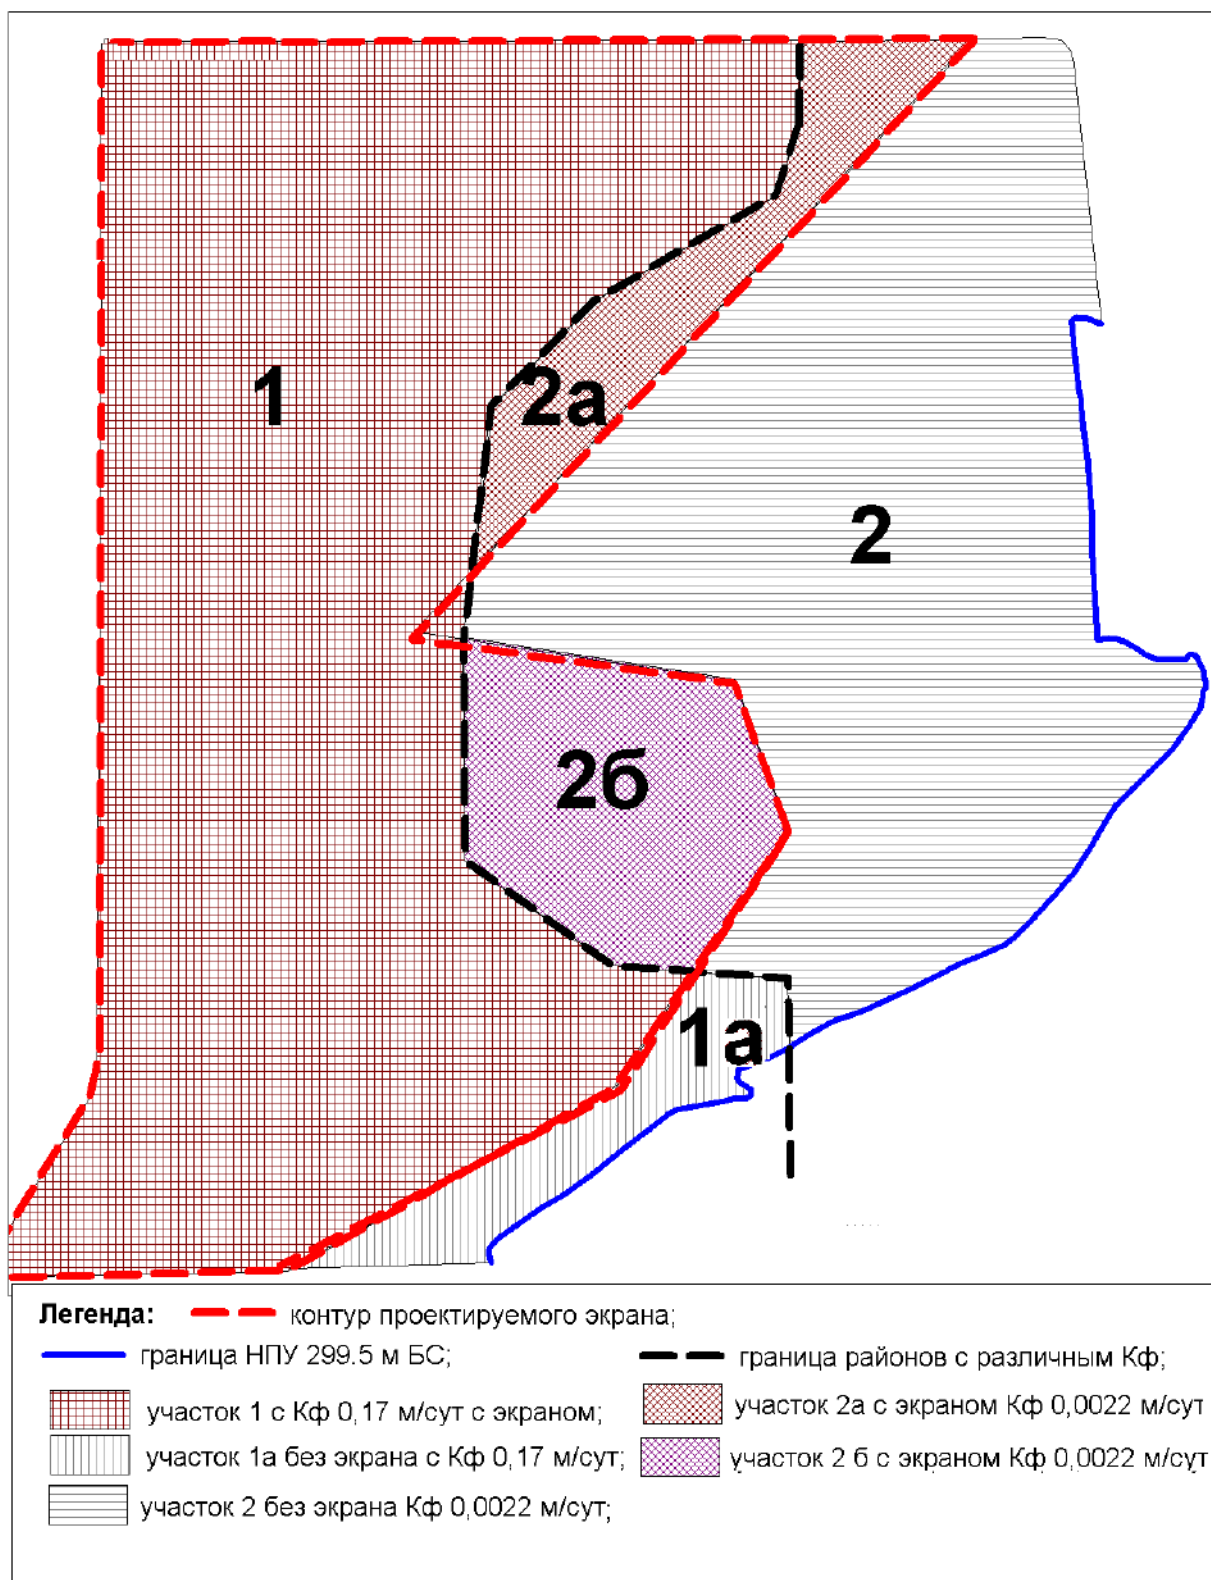 1
2а
2
2б
1а
Легенда: контур проектируемого экрана;
граница НПУ 299.5 м БС; граница районов с различным Кф;
участок 1 с Кф 0,17 м/сут с экраном; участок 2а с экраном Кф 0,0022 м/сут
участок 1а без экрана с Кф 0,17 м/сут; участок 2 б с экраном Кф 0,0022 м/сут
участок 2 без экрана Кф 0,0022 м/сут;